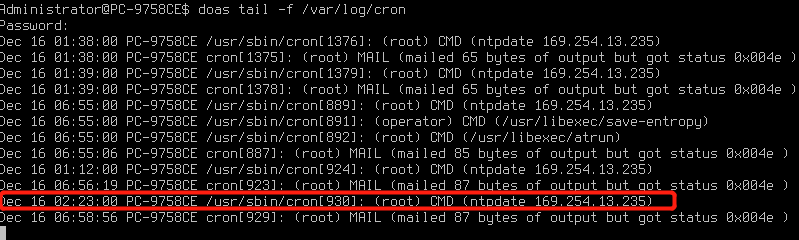 Administrator@PC-9758CE$ doas tail -f /var/log/cron
Password:
Dec 16 01:38:00 PC-9758CE /usr/sbin/cron[1376]: (root) CMD (ntpdate 169.254.13.235)
Dec 16 01:38:00 PC-9758CE cron[1375]: (root) MAIL (mailed 65 bytes of output but got status 0x004e )
Dec 16 01:39:00 PC-9758CE /usr/sbin/cron[1379]: (root) CMD (ntpdate 169.254.13.235)
Dec 16 01:39:00 PC-9758CE cron[1378]: (root) MAIL (mailed 65 bytes of output but got status 0x004e )
Dec 16 06:55:00 PC-9758CE /usr/sbin/cron[889]: (root) CMD (ntpdate 169.254.13.235)
Dec 16 06:55:00 PC-9758CE /usr/sbin/cron[891]: (operator) CMD (/usr/libexec/save-entropy)
Dec 16 06:55:00 PC-9758CE /usr/sbin/cron[892]: (root) CMD (/usr/libexec/atrun)
Dec 16 06:55:06 PC-9758CE cron[887]: (root) MAIL (mailed 85 bytes of output but got status 0x004e )
Dec 16 01:12:00 PC-9758CE /usr/sbin/cron[924]: (root) CMD (ntpdate 169.254.13.235)
Dec 16 06:56:19 PC-9758CE cron[923]: (root) MAIL (mailed 87 bytes of output but got status 0x004e )
Dec 16 02:23:00 PC-9758CE /usr/sbin/cron[930]: (root) CMD (ntpdate 169.254.13.235)
Dec 16 06:58:56 PC-9758CE cron[929]: (root) MAIL (mailed 87 bytes of output but got status 0x004e )